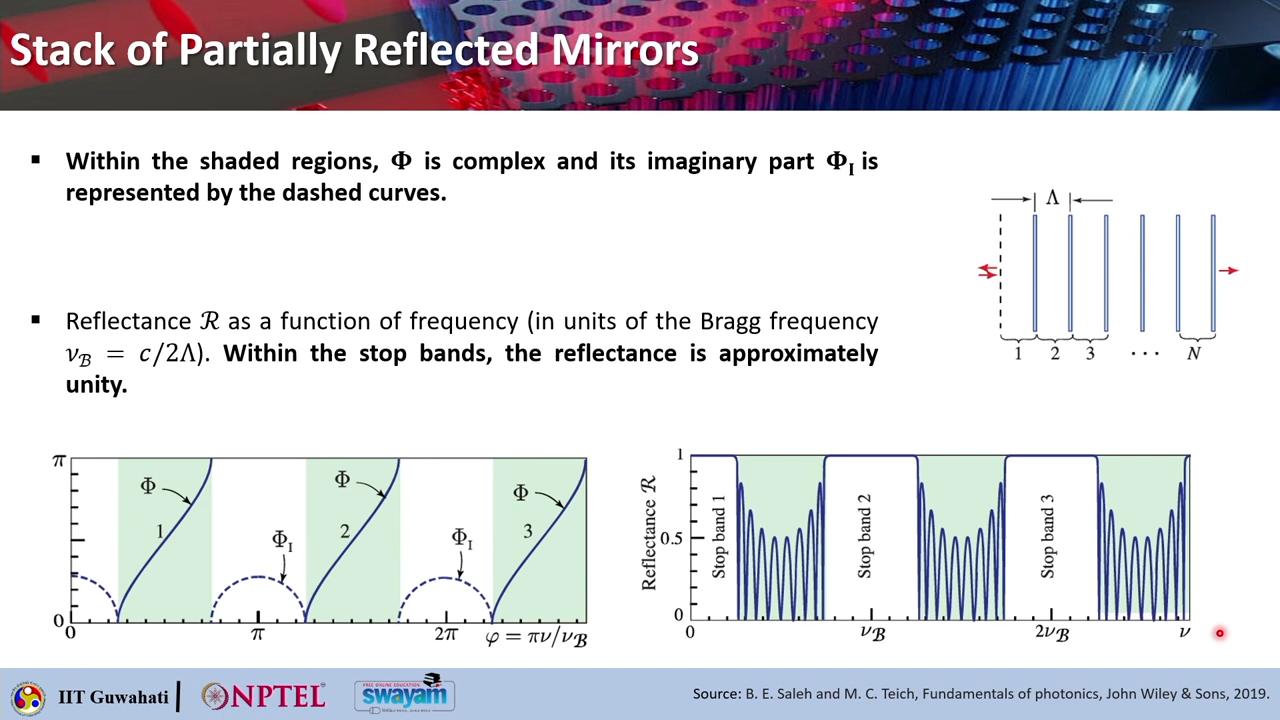 Stack of Partially Reflected Mirrors
▪ Within the shaded regions, Φ is complex and its imaginary part Φ_I is
represented by the dashed curves.
▪ Reflectance ℛ as a function of frequency (in units of the Bragg frequency
ν_ℬ = c/2Λ). Within the stop bands, the reflectance is approximately
unity.
Λ
1 2 3 · · · N
π
Φ Φ Φ
1 2 3
Φ_I Φ_I
0
0 π 2π φ = πν/ν_ℬ
1
Reflectance ℛ
0.5
0
Stop band 1
Stop band 2
Stop band 3
0 ν_ℬ 2ν_ℬ ν
IIT Guwahati
NPTEL
FREE ONLINE EDUCATION
swayam
Source: B. E. Saleh and M. C. Teich, Fundamentals of photonics, John Wiley & Sons, 2019.